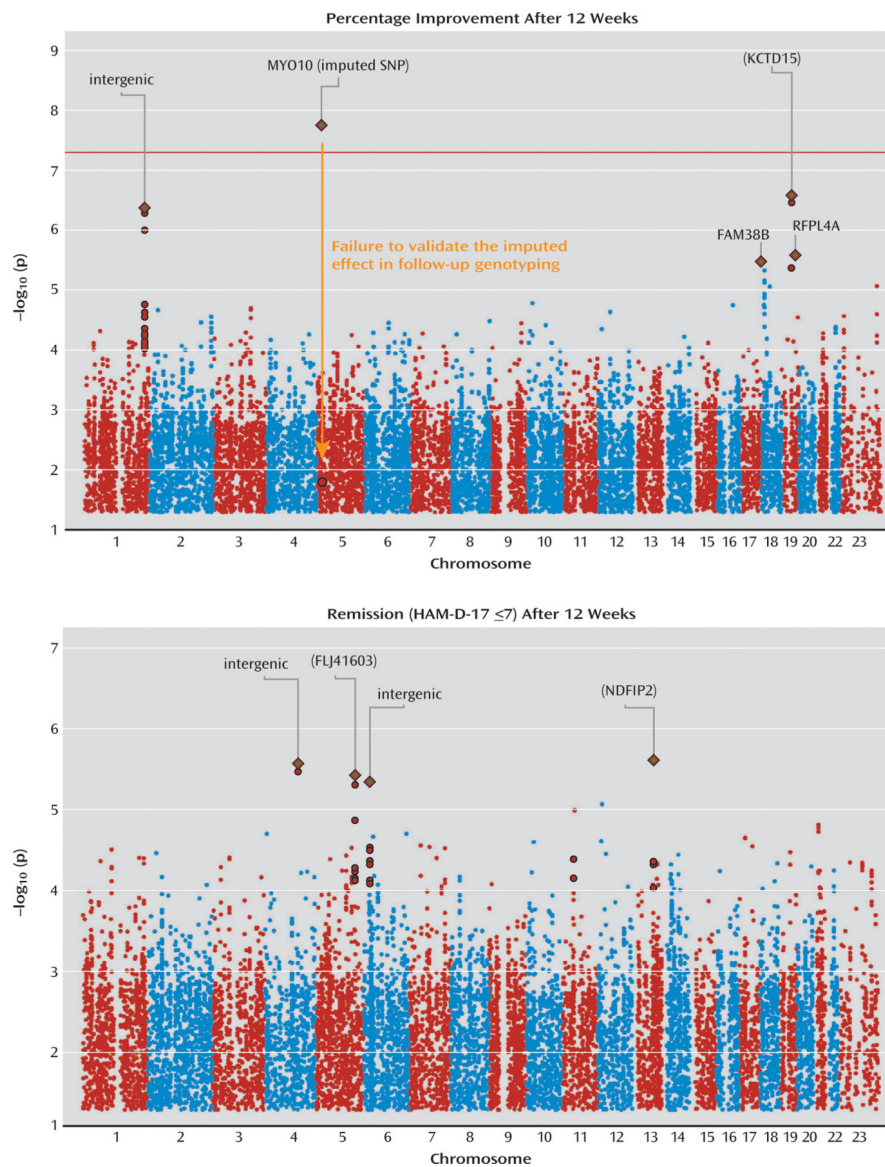 Percentage Improvement After 12 Weeks
9
8
7
6
5
4
3
2
1
–log₁₀ (p)
intergenic
MYO10 (imputed SNP)
(KCTD15)
FAM38B
RFPL4A
Failure to validate the imputed
effect in follow-up genotyping
1 2 3 4 5 6 7 8 9 10 11 12 13 14 15 16 17 18 19 20 22 23
Chromosome
Remission (HAM-D-17 ≤7) After 12 Weeks
7
6
5
4
3
2
1
–log₁₀ (p)
intergenic
(FLJ41603)
intergenic
(NDFIP2)
1 2 3 4 5 6 7 8 9 10 11 12 13 14 15 16 17 18 19 20 22 23
Chromosome